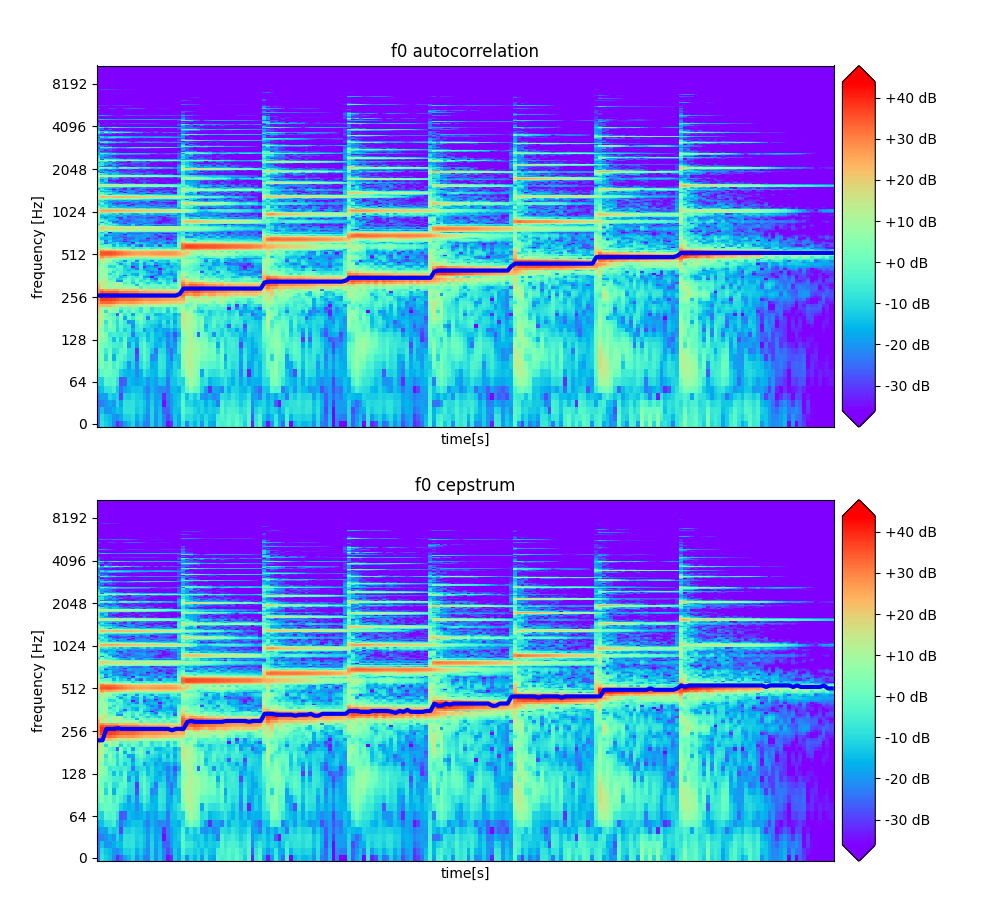 f0 autocorrelation
frequency [Hz]
8192
4096
2048
1024
512
256
128
64
0
time[s]
+40 dB
+30 dB
+20 dB
+10 dB
+0 dB
-10 dB
-20 dB
-30 dB
f0 cepstrum
frequency [Hz]
8192
4096
2048
1024
512
256
128
64
0
time[s]
+40 dB
+30 dB
+20 dB
+10 dB
+0 dB
-10 dB
-20 dB
-30 dB